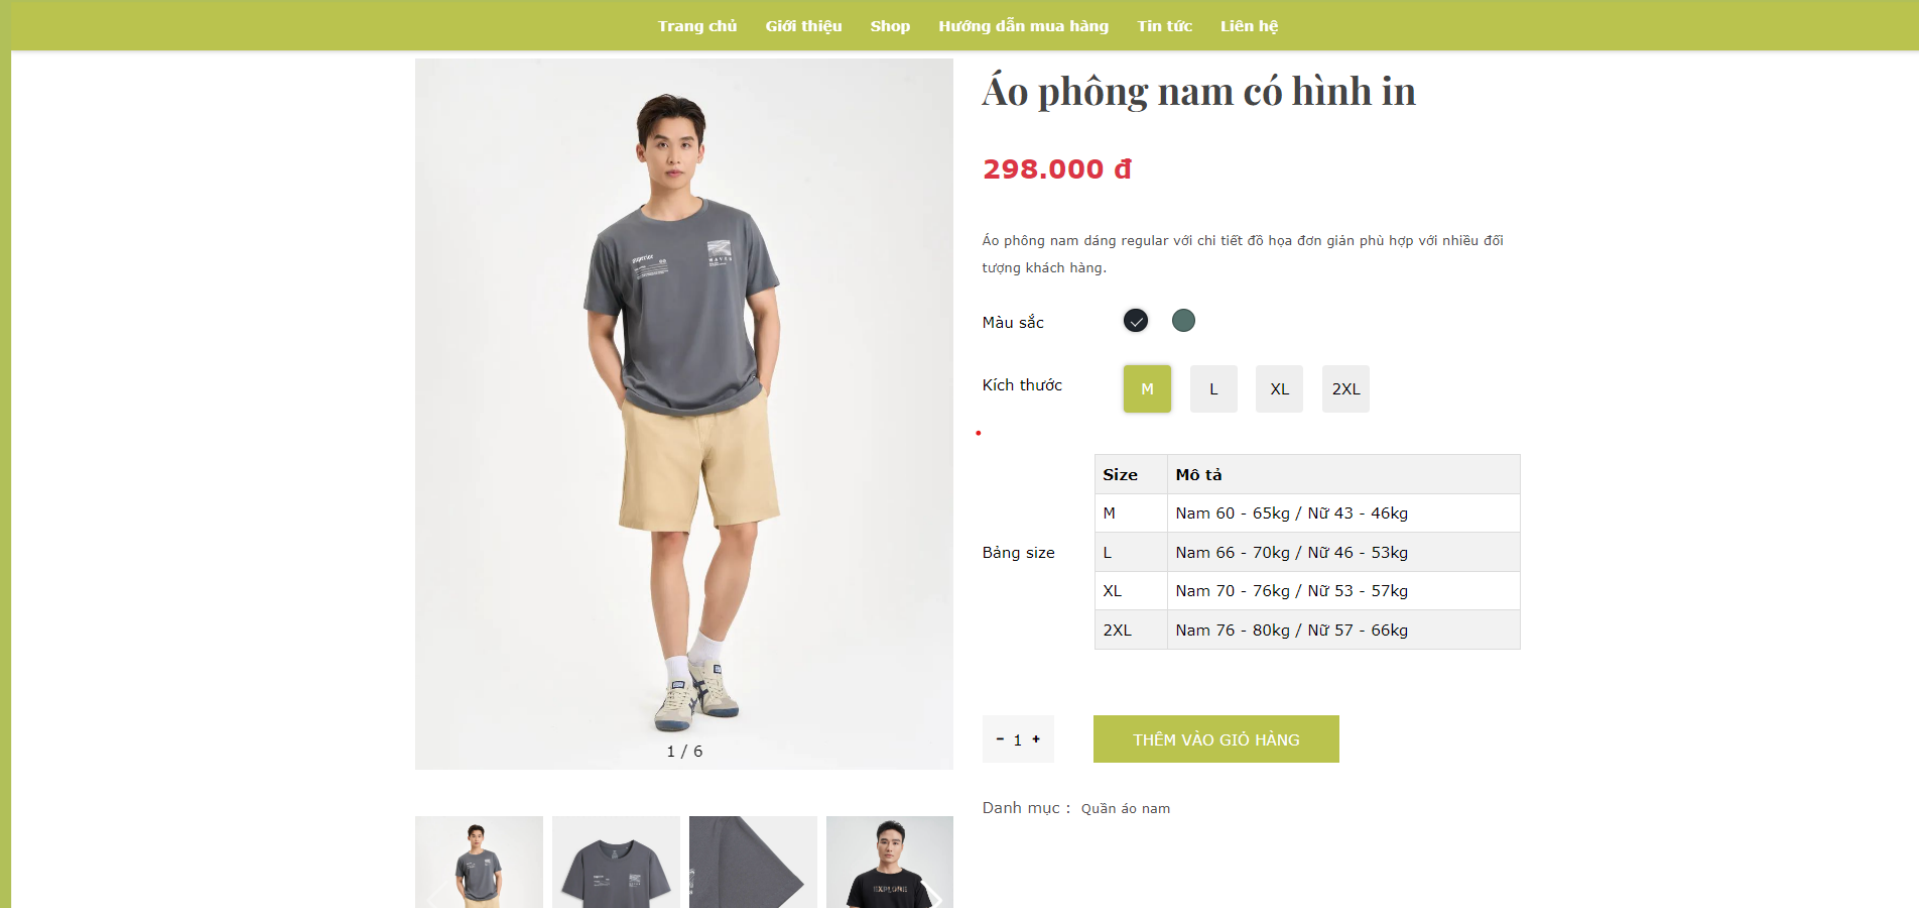 Trang chủ Giới thiệu Shop Hướng dẫn mua hàng Tin tức Liên hệ
Áo phông nam có hình in
298.000 đ
Áo phông nam dáng regular với chi tiết đồ họa đơn giản phù hợp với nhiều đối
tượng khách hàng.
Màu sắc
Kích thước M L XL 2XL
Size Mô tả
M Nam 60 - 65kg / Nữ 43 - 46kg
Bảng size
L Nam 66 - 70kg / Nữ 46 - 53kg
XL Nam 70 - 76kg / Nữ 53 - 57kg
2XL Nam 76 - 80kg / Nữ 57 - 66kg
- 1 +
THÊM VÀO GIỎ HÀNG
Danh mục : Quần áo nam
superior
WAVES
1 / 6
EXPLORE